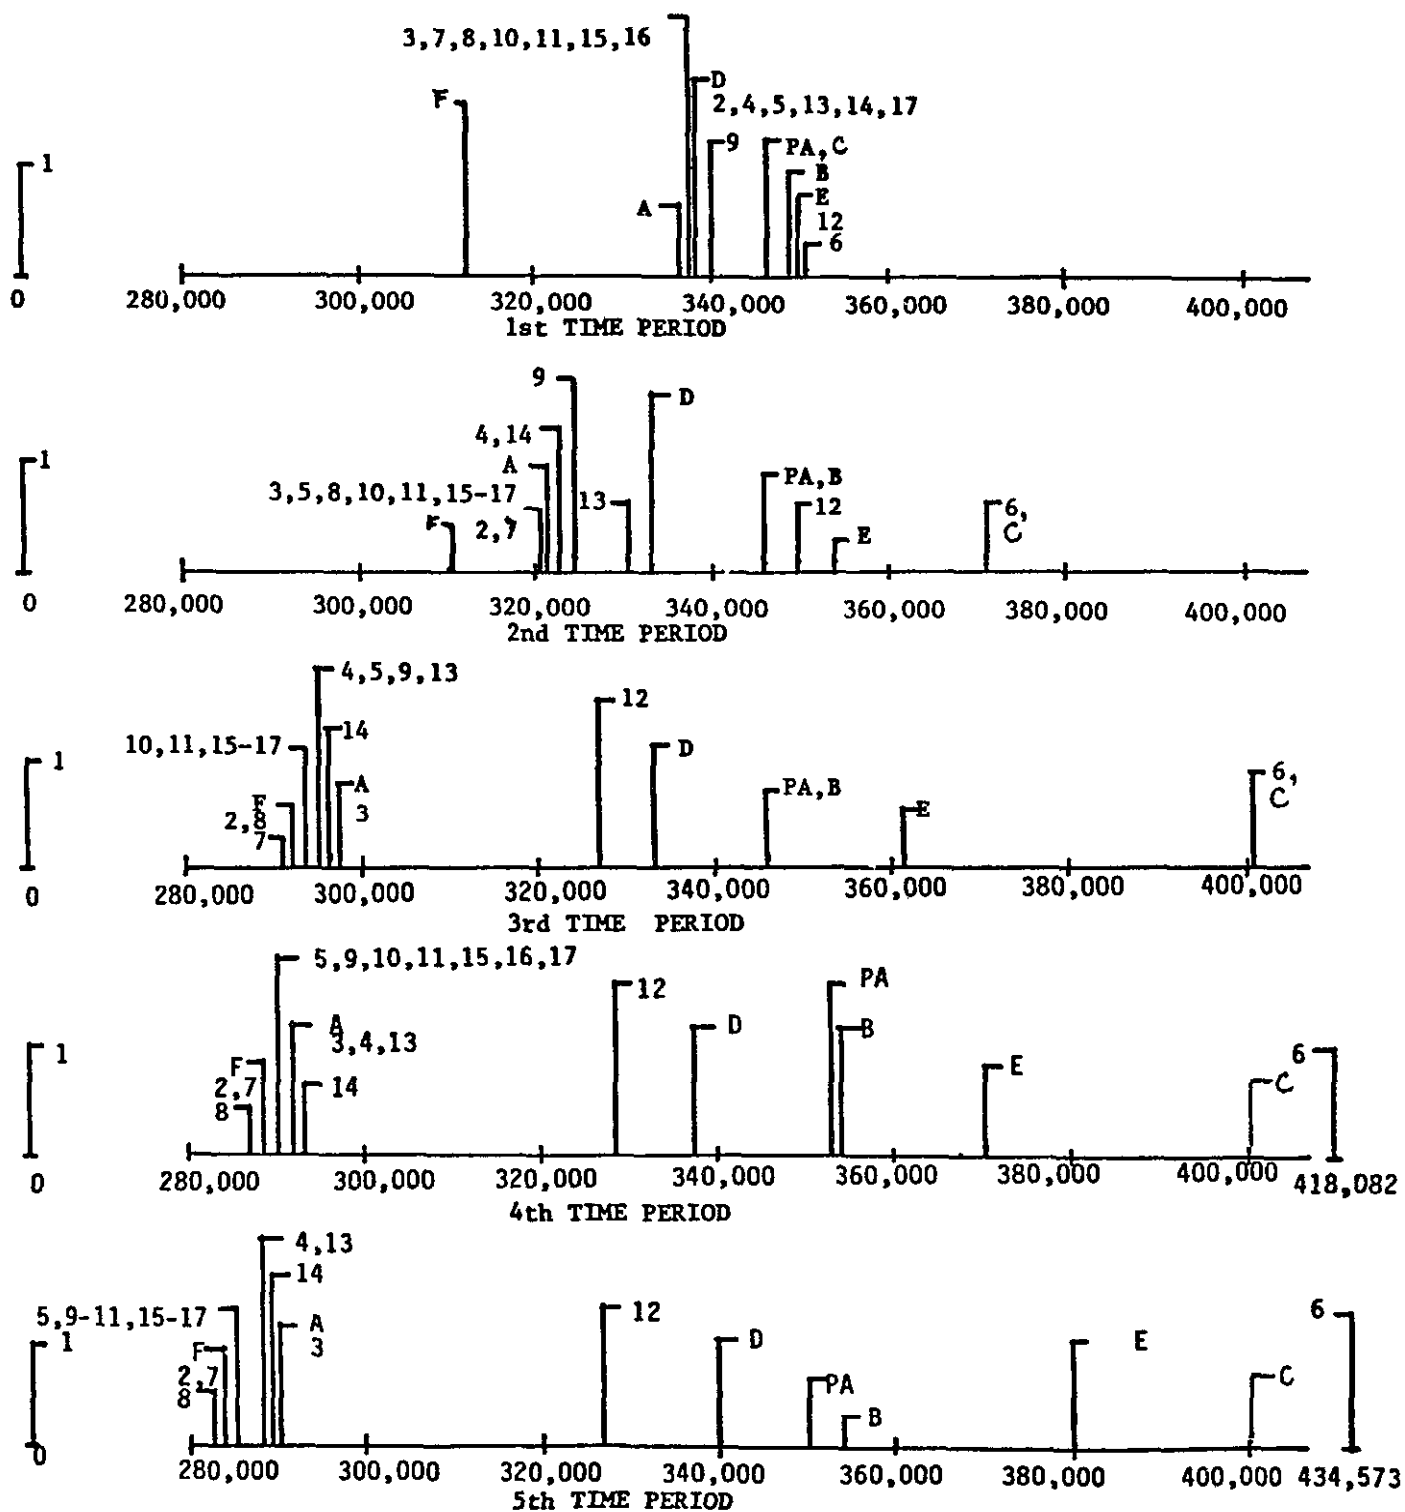 3,7,8,10,11,15,16
D
2,4,5,13,14,17
F
9
PA,C
1
B
E
A
12
6
0
280,000 300,000 320,000 340,000 360,000 380,000 400,000
1st TIME PERIOD
9
D
4,14
1
A
PA,B
3,5,8,10,11,15-17
13
12
6,
C
F
2,7
E
0
280,000 300,000 320,000 340,000 360,000 380,000 400,000
2nd TIME PERIOD
4,5,9,13
12
14
10,11,15-17
D
1
A
PA,B
6,
C
F
3
E
2,8
7
0
280,000 300,000 320,000 340,000 360,000 380,000 400,000
3rd TIME PERIOD
5,9,10,11,15,16,17
12
PA
A
D
B
3,4,13
1
6
F
E
2,7
14
C
8
0
280,000 300,000 320,000 340,000 360,000 380,000 400,000 418,082
4th TIME PERIOD
4,13
14
5,9-11,15-17
12
6
A
1
D
E
3
F
2,7
PA
C
8
B
0
280,000 300,000 320,000 340,000 360,000 380,000 400,000 434,573
5th TIME PERIOD